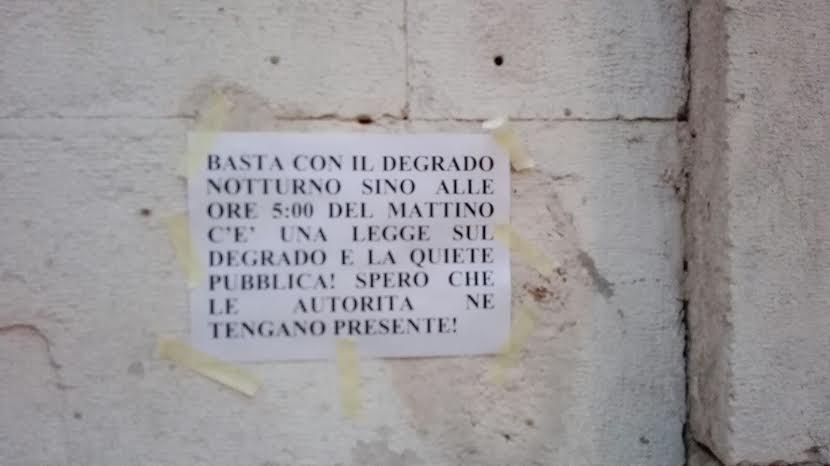 BASTA CON IL DEGRADO
NOTTURNO SINO ALLE
ORE 5:00 DEL MATTINO
C'E' UNA LEGGE SUL
DEGRADO E LA QUIETE
PUBBLICA! SPERO CHE
LE AUTORITA NE
TENGANO PRESENTE!